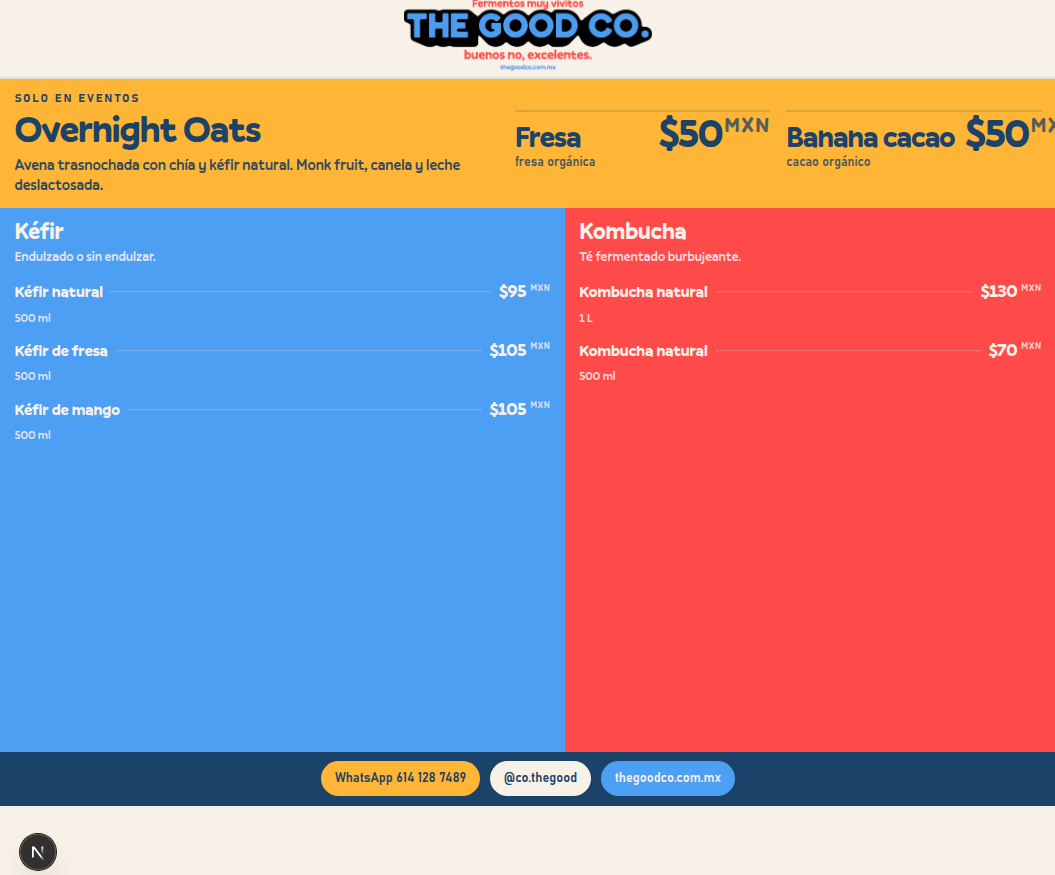 Fermentos muy vivitos
THE GOOD CO.
buenos no, excelentes.
thegoodco.com.mx
SOLO EN EVENTOS
Overnight Oats
Avena trasnochada con chía y kéfir natural. Monk fruit, canela y leche
deslactosada.
Fresa $50 MXN
fresa orgánica
Banaha cacao $50 MX
cacao orgánico
Kéfir
Endulzado o sin endulzar.
Kéfir natural $95 MXN
500 ml
Kéfir de fresa $105 MXN
500 ml
Kéfir de mango $105 MXN
500 ml
Kombucha
Té fermentado burbujeante.
Kombucha natural $130 MXN
1 L
Kombucha natural $70 MXN
500 ml
WhatsApp 614 128 7489
@co.thegood
thegoodco.com.mx
N